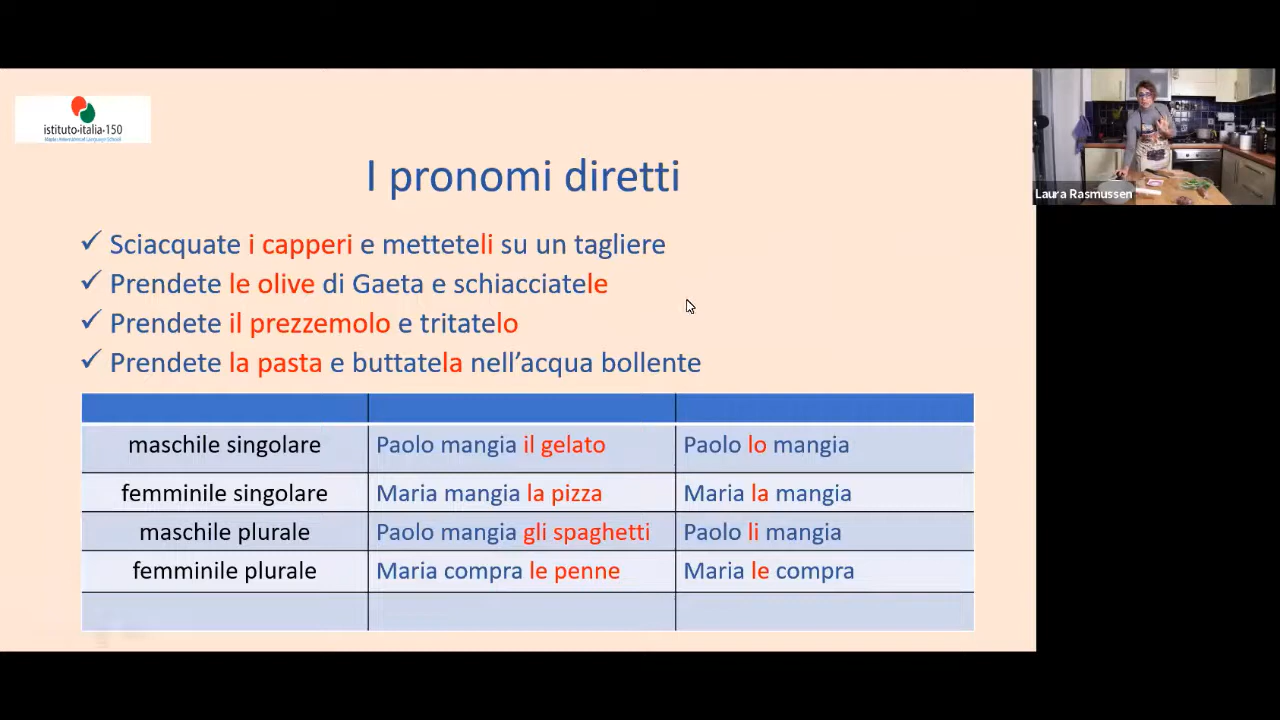 istituto-italia-150
I pronomi diretti
✓ Sciacquate i capperi e metteteli su un tagliere
✓ Prendete le olive di Gaeta e schiacciatele
✓ Prendete il prezzemolo e tritatelo
✓ Prendete la pasta e buttatela nell’acqua bollente
maschile singolare Paolo mangia il gelato Paolo lo mangia
femminile singolare Maria mangia la pizza Maria la mangia
maschile plurale Paolo mangia gli spaghetti Paolo li mangia
femminile plurale Maria compra le penne Maria le compra
Laura Rasmussen